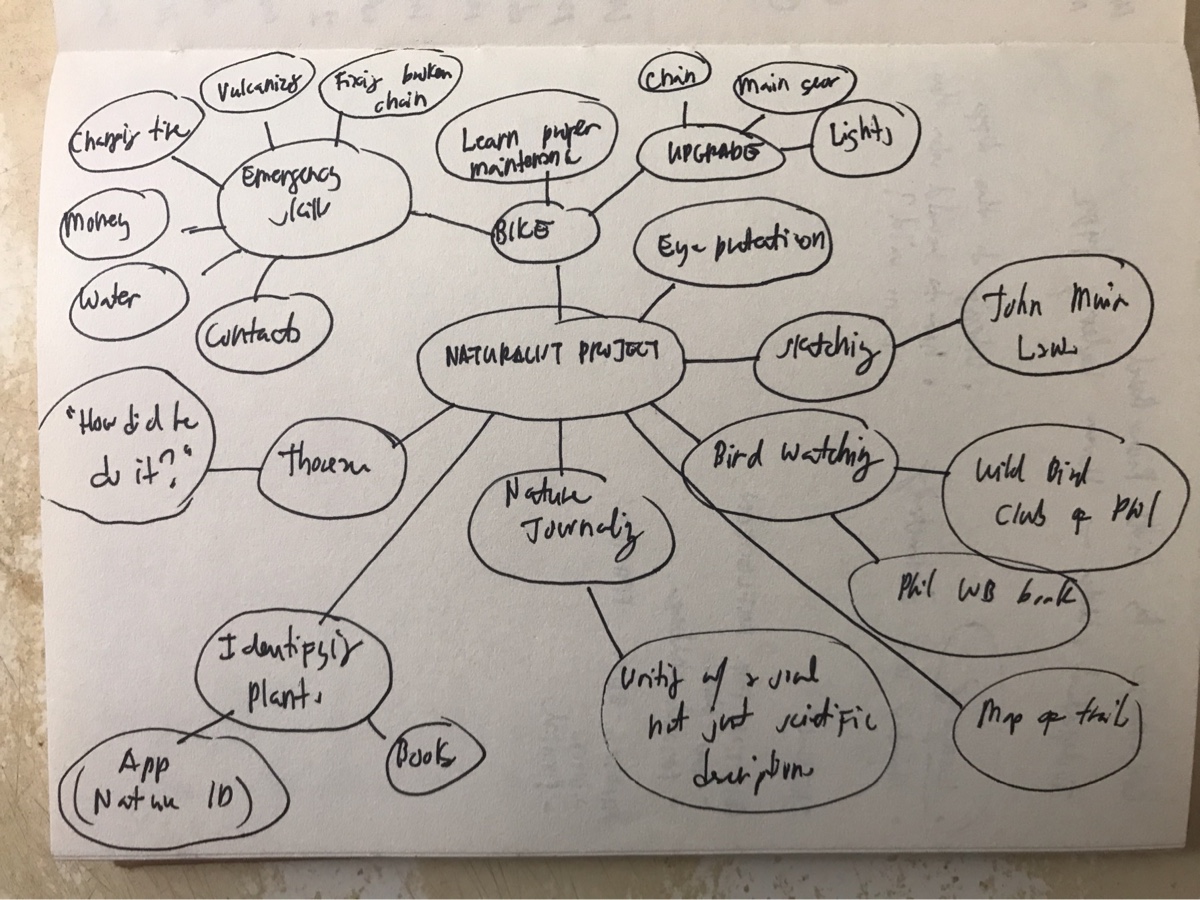 Vulcanizing
Fixing broken
chain
Chain
Main gear
Changing tire
Learn proper
maintenance
UPGRADE
Lights
Emergency
skills
Money
BIKE
Eye protection
Water
Contacts
NATURALIST PROJECT
Sketching
John Muir
Laws
"How did he
do it?"
Thoreau
Bird Watching
Nature
Journaling
Wild Bird
Club of Phil
Phil WB book
Identifying
plants
Writing w/ a soul
not just scientific
description
Map of trail
App
(Nature ID)
Books